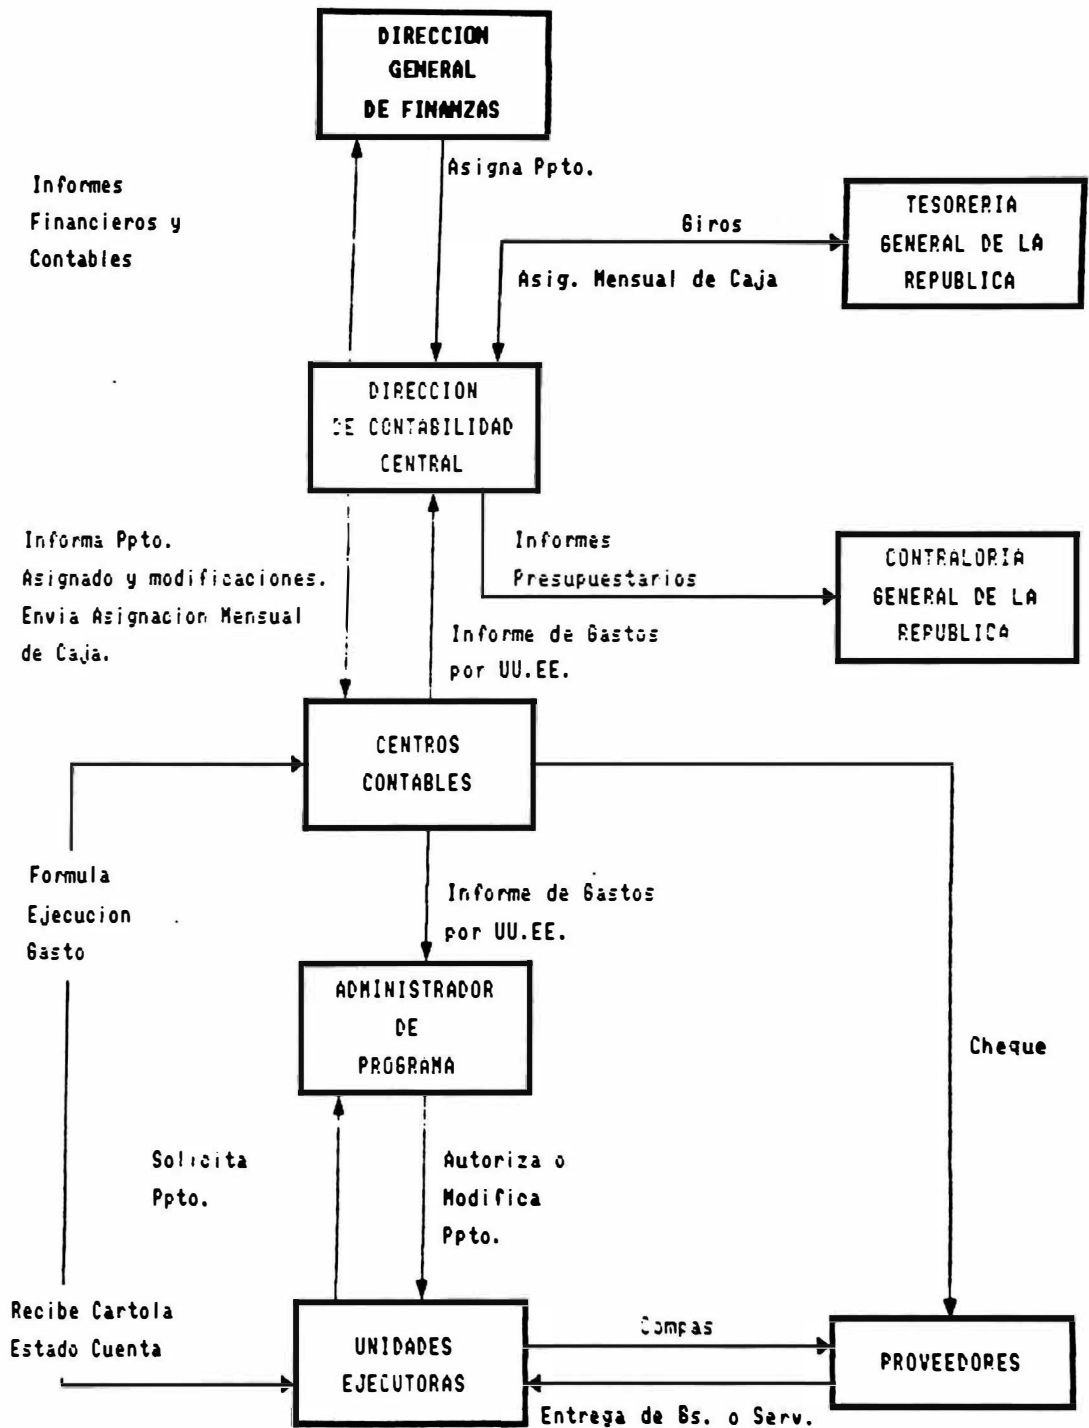 DIRECCION
GENERAL
DE FINANZAS
Asigna Ppto.
Informes
Financieros y
Contables
Giros
TESORERIA
GENERAL DE LA
REPUBLICA
Asig. Mensual de Caja
DIRECCION
DE CONTABILIDAD
CENTRAL
Informa Ppto.
Asignado y modificaciones.
Envia Asignacion Mensual
de Caja.
Informes
Presupuestarios
CONTRALORIA
GENERAL DE LA
REPUBLICA
Informe de Gastos
por UU.EE.
CENTROS
CONTABLES
Formula
Ejecucion
Gasto
Informe de Gastos
por UU.EE.
ADMINISTRADOR
DE
PROGRAMA
Cheque
Solicita
Ppto.
Autoriza o
Modifica
Ppto.
Recibe Cartola
Estado Cuenta
UNIDADES
EJECUTORAS
Compas
PROVEEDORES
Entrega de Bs. o Serv.